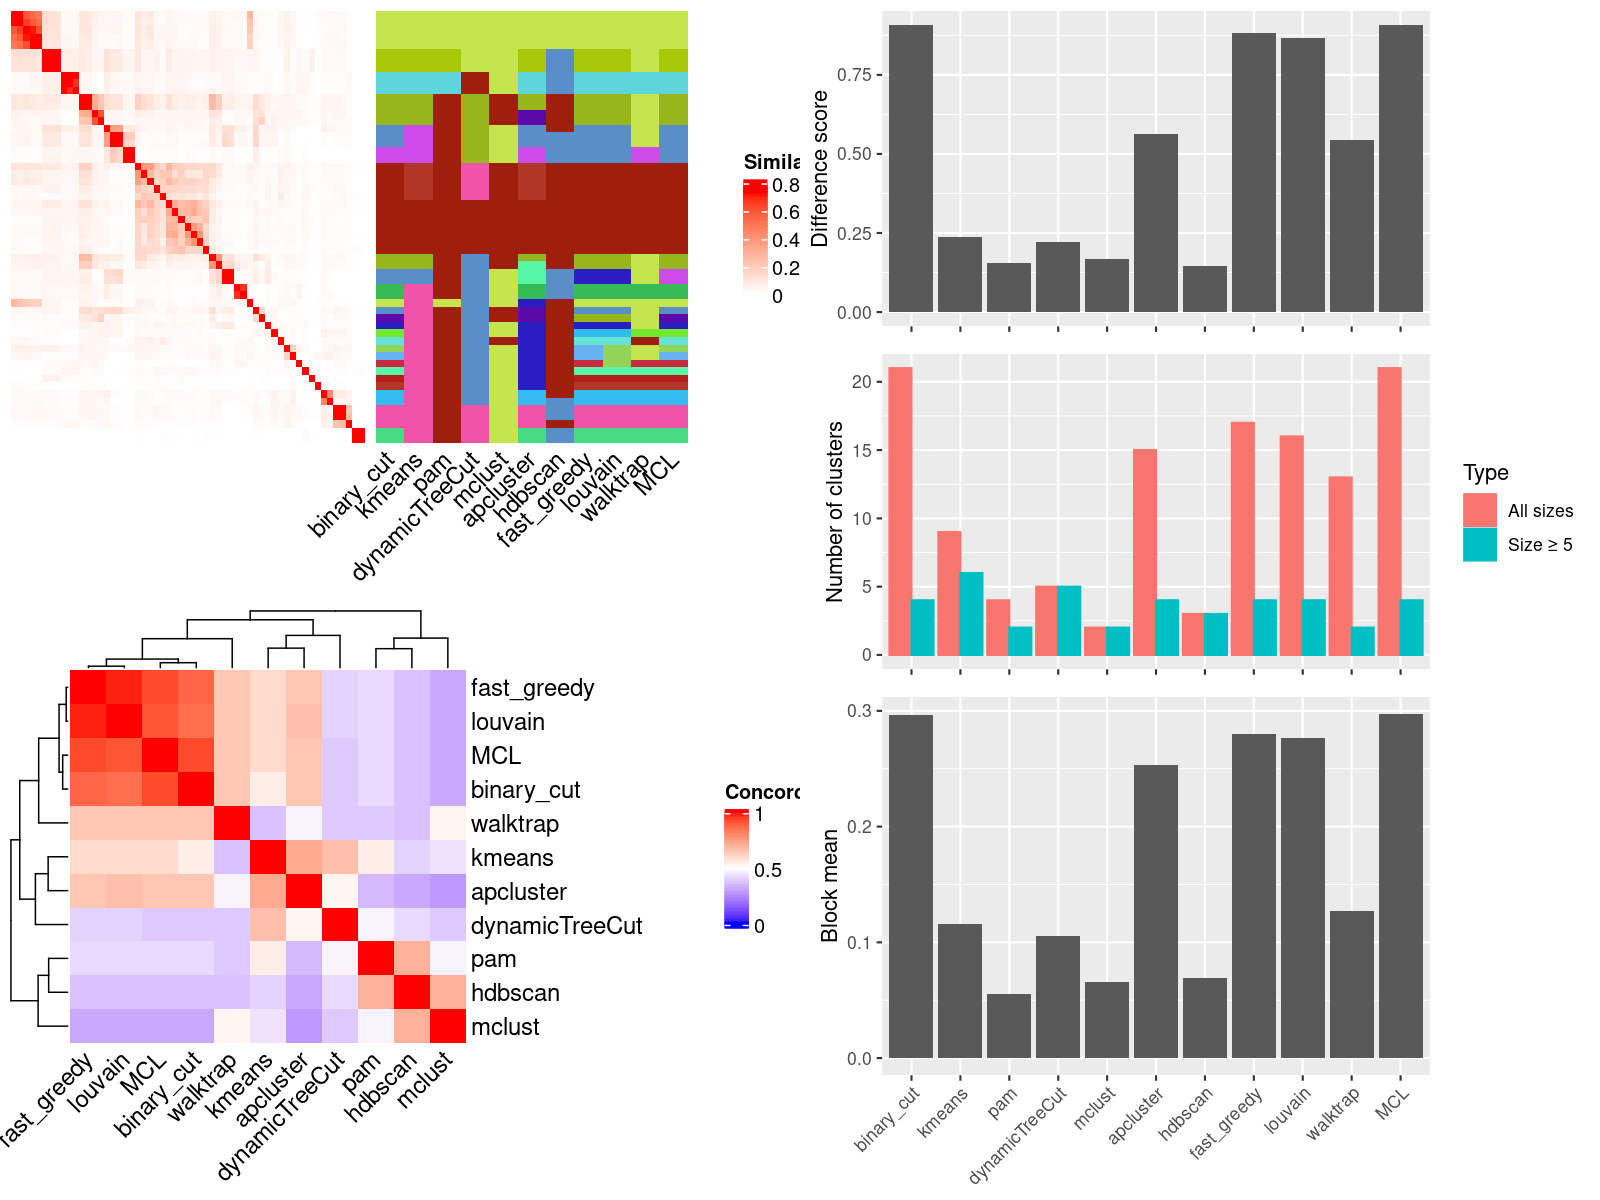 Simila
0.8
0.6
0.4
0.2
0
binary_cut
kmeans
pam
dynamicTreeCut
mclust
apcluster
hdbscan
fast_greedy
louvain
walktrap
MCL
fast_greedy
louvain
MCL
binary_cut
walktrap
kmeans
apcluster
dynamicTreeCut
pam
hdbscan
mclust
fast_greedy
louvain
MCL
binary_cut
walktrap
kmeans
apcluster
dynamicTreeCut
pam
hdbscan
mclust
Concord
1
0.5
0
Difference score
0.75
0.50
0.25
0.00
Number of clusters
20
15
10
5
0
Type
All sizes
Size ≥ 5
Block mean
0.3
0.2
0.1
0.0
binary_cut
kmeans
pam
dynamicTreeCut
mclust
apcluster
hdbscan
fast_greedy
louvain
walktrap
MCL